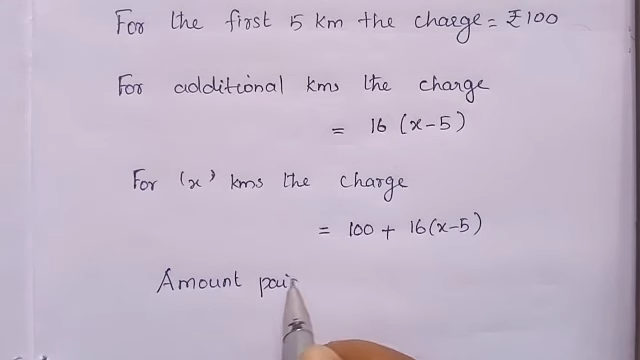 For the first 5 km the charge = ₹100
For additional kms the charge
= 16 (x-5)
For 'x' kms the charge
= 100 + 16(x-5)
Amount pai